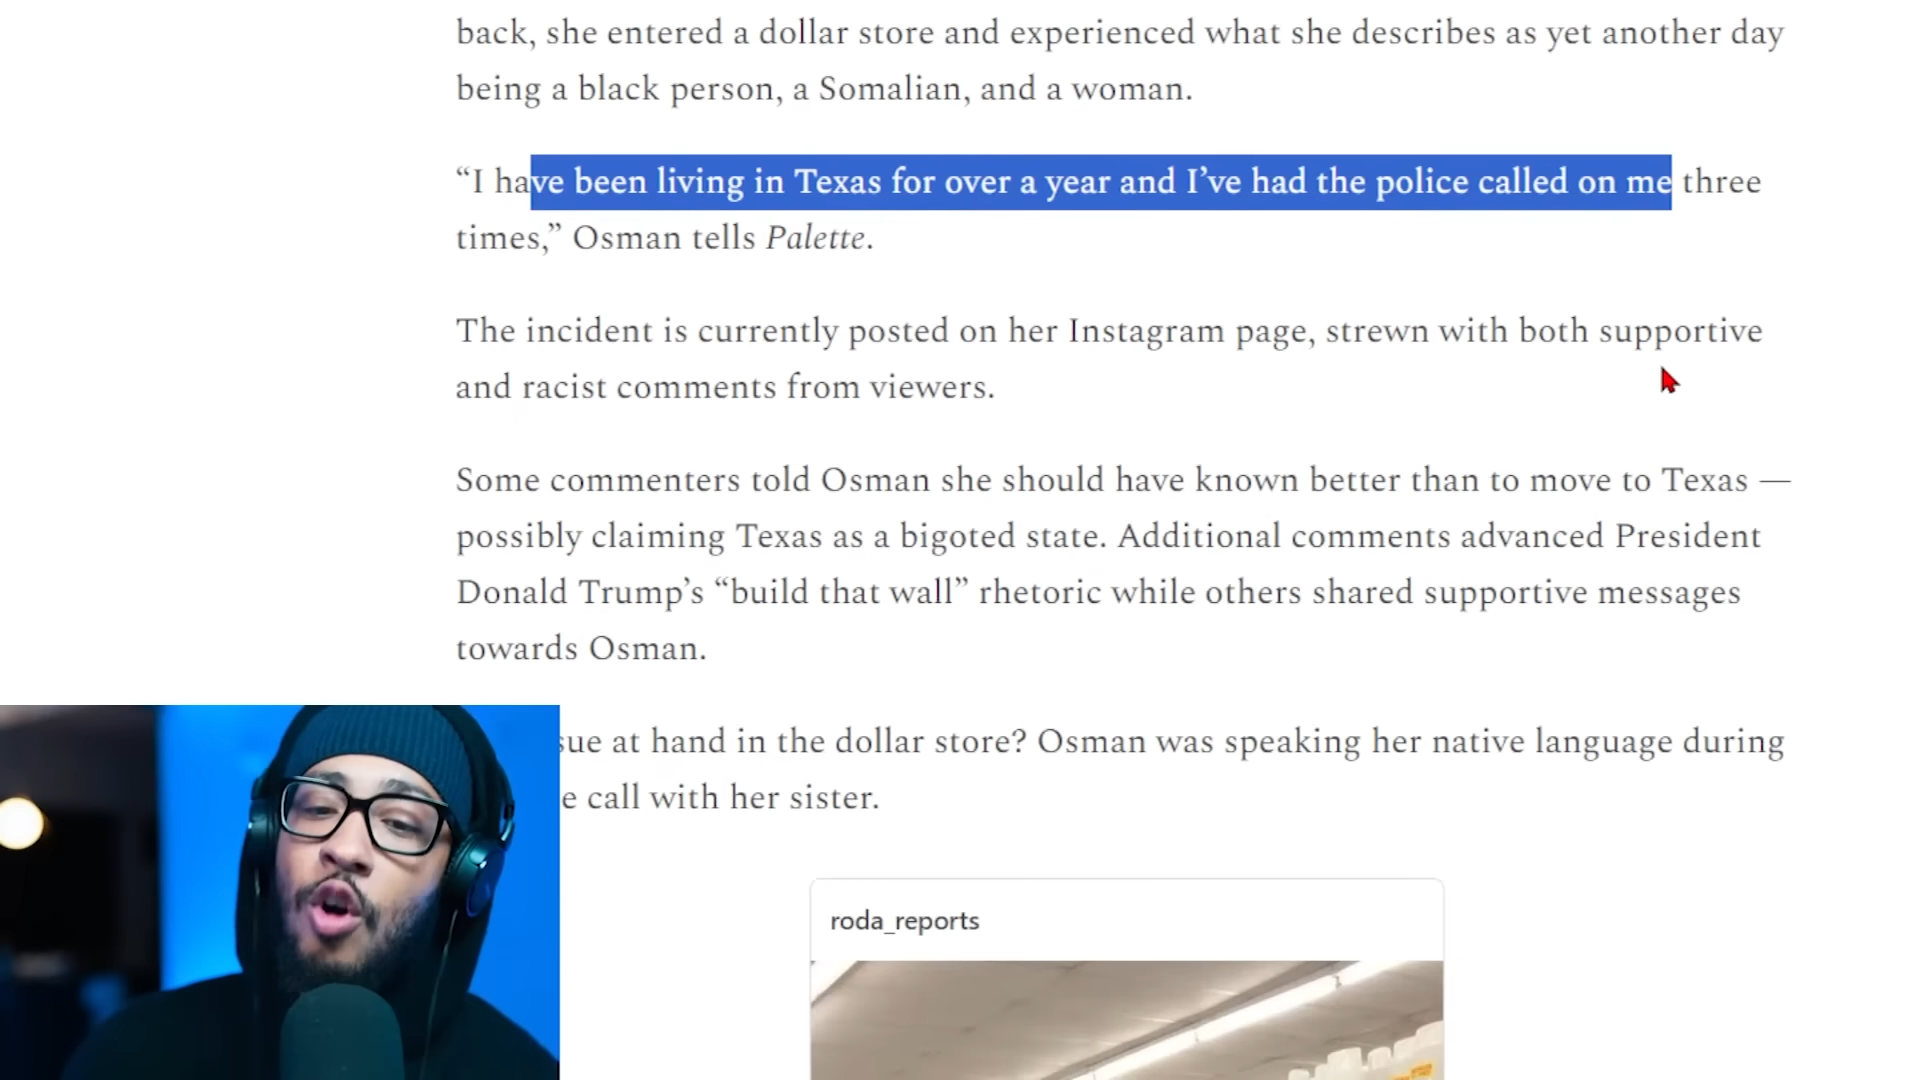 back, she entered a dollar store and experienced what she describes as yet another day
being a black person, a Somalian, and a woman.
“I have been living in Texas for over a year and I’ve had the police called on me three
times,” Osman tells Palette.
The incident is currently posted on her Instagram page, strewn with both supportive
and racist comments from viewers.
Some commenters told Osman she should have known better than to move to Texas —
possibly claiming Texas as a bigoted state. Additional comments advanced President
Donald Trump’s “build that wall” rhetoric while others shared supportive messages
towards Osman.
at hand in the dollar store? Osman was speaking her native language during
call with her sister.
roda_reports